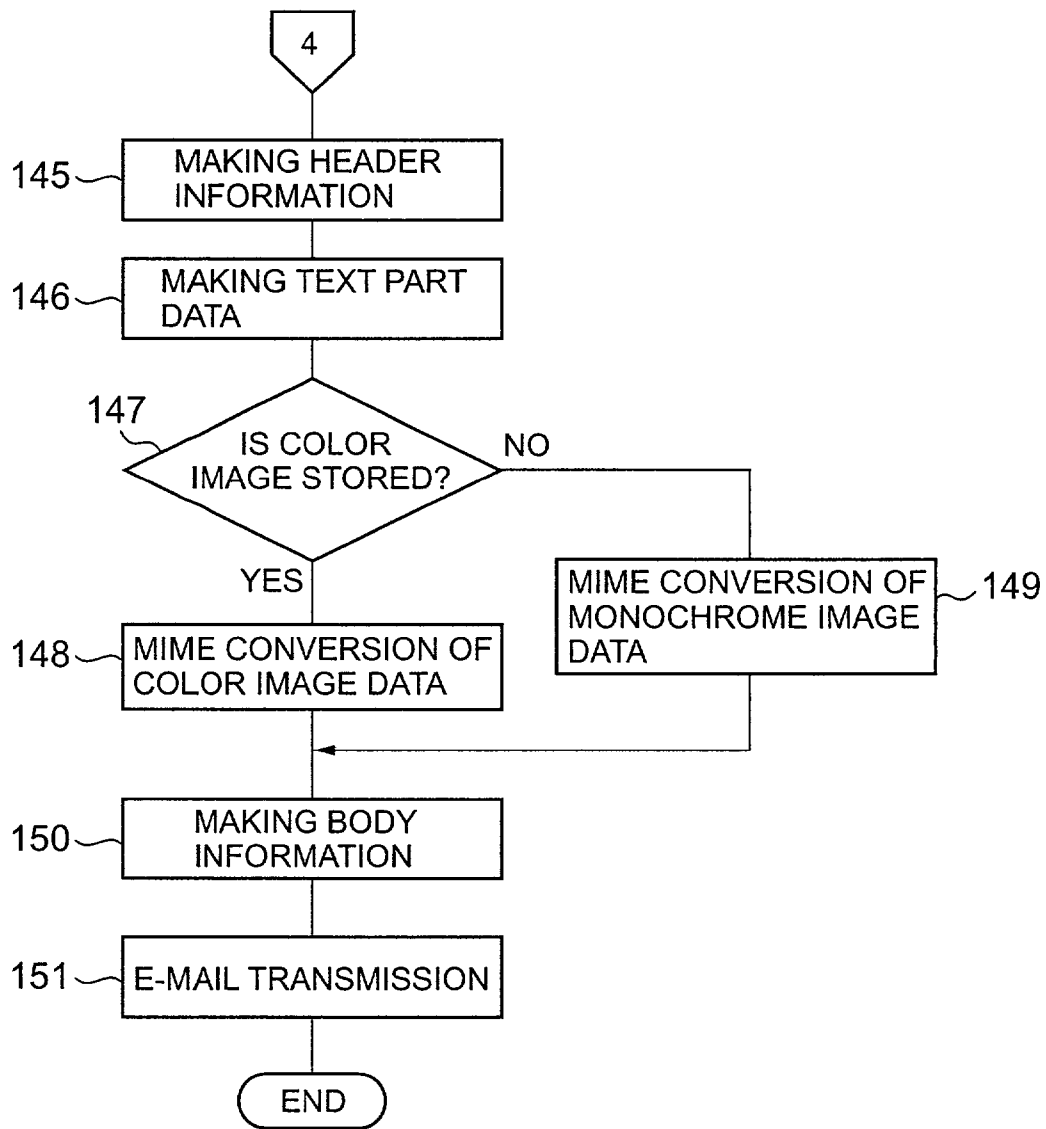 4
145
MAKING HEADER
INFORMATION
146
MAKING TEXT PART
DATA
147
IS COLOR
IMAGE STORED?
NO
YES
148
MIME CONVERSION OF
COLOR IMAGE DATA
MIME CONVERSION OF
MONOCHROME IMAGE
DATA
149
150
MAKING BODY
INFORMATION
151
E-MAIL TRANSMISSION
END